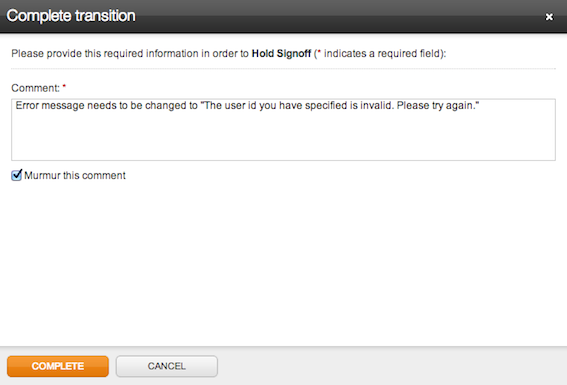 Complete transition
Please provide this required information in order to Hold Signoff (* indicates a required field):
Comment: *
Error message needs to be changed to "The user id you have specified is invalid. Please try again."
Murmur this comment
COMPLETE
CANCEL